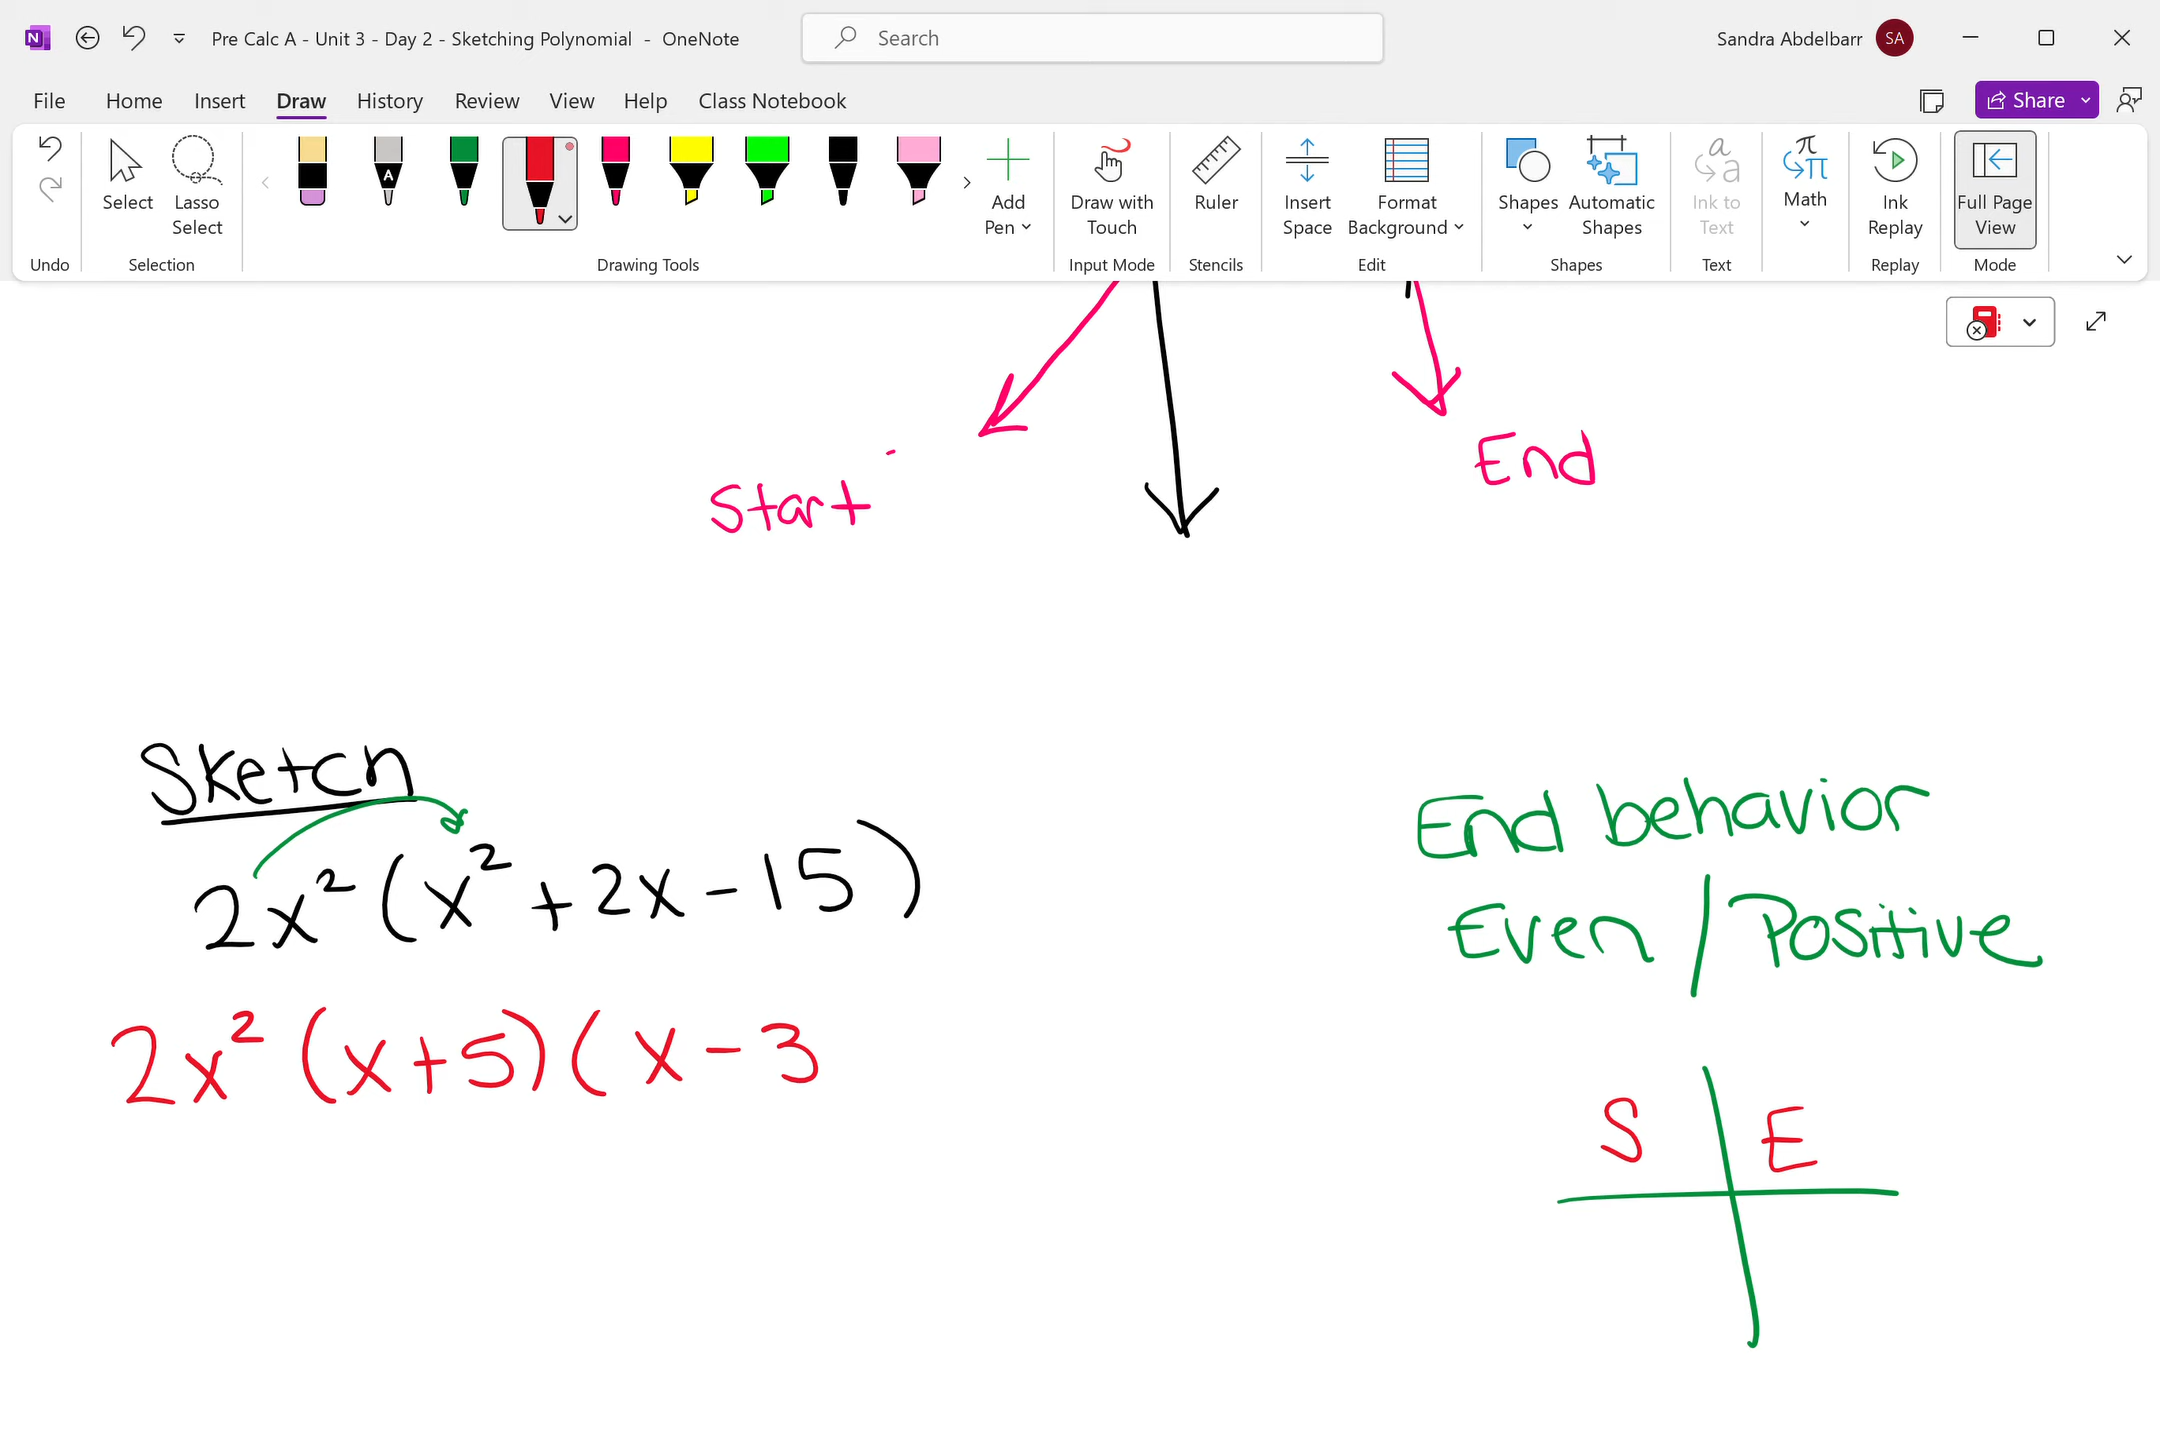 Pre Calc A - Unit 3 - Day 2 - Sketching Polynomial - OneNote
Search
Sandra Abdelbarr SA
File Home Insert Draw History Review View Help Class Notebook Share
Select
Lasso Select
A
Add Pen
Draw with Touch
Ruler
Insert Space
Format Background
Shapes
Automatic Shapes
Ink to Text
Math
Ink Replay
Full Page View
Undo Selection Drawing Tools Input Mode Stencils Edit Shapes Text Replay Mode
End
Start
Sketch
2x² (x² + 2x - 15)
2x² (x+5)(x-3
End behavior
Even / Positive
S E